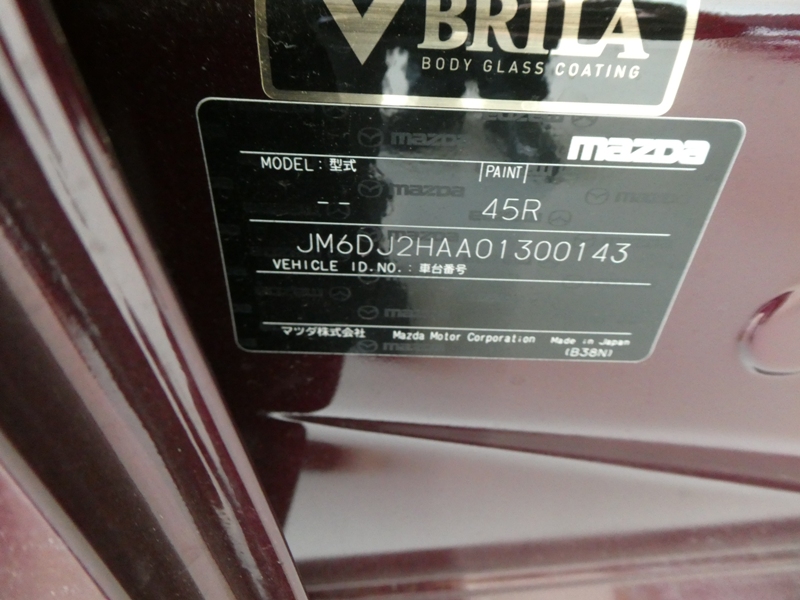 BRILA
BODY GLASS COATING
mazda
MODEL : 型式 PAINT
-- 45R
JM6DJ2HAA01300143
VEHICLE ID.NO. : 車台番号
マツダ株式会社 Mazda Motor Corporation Made in Japan
(B38N)